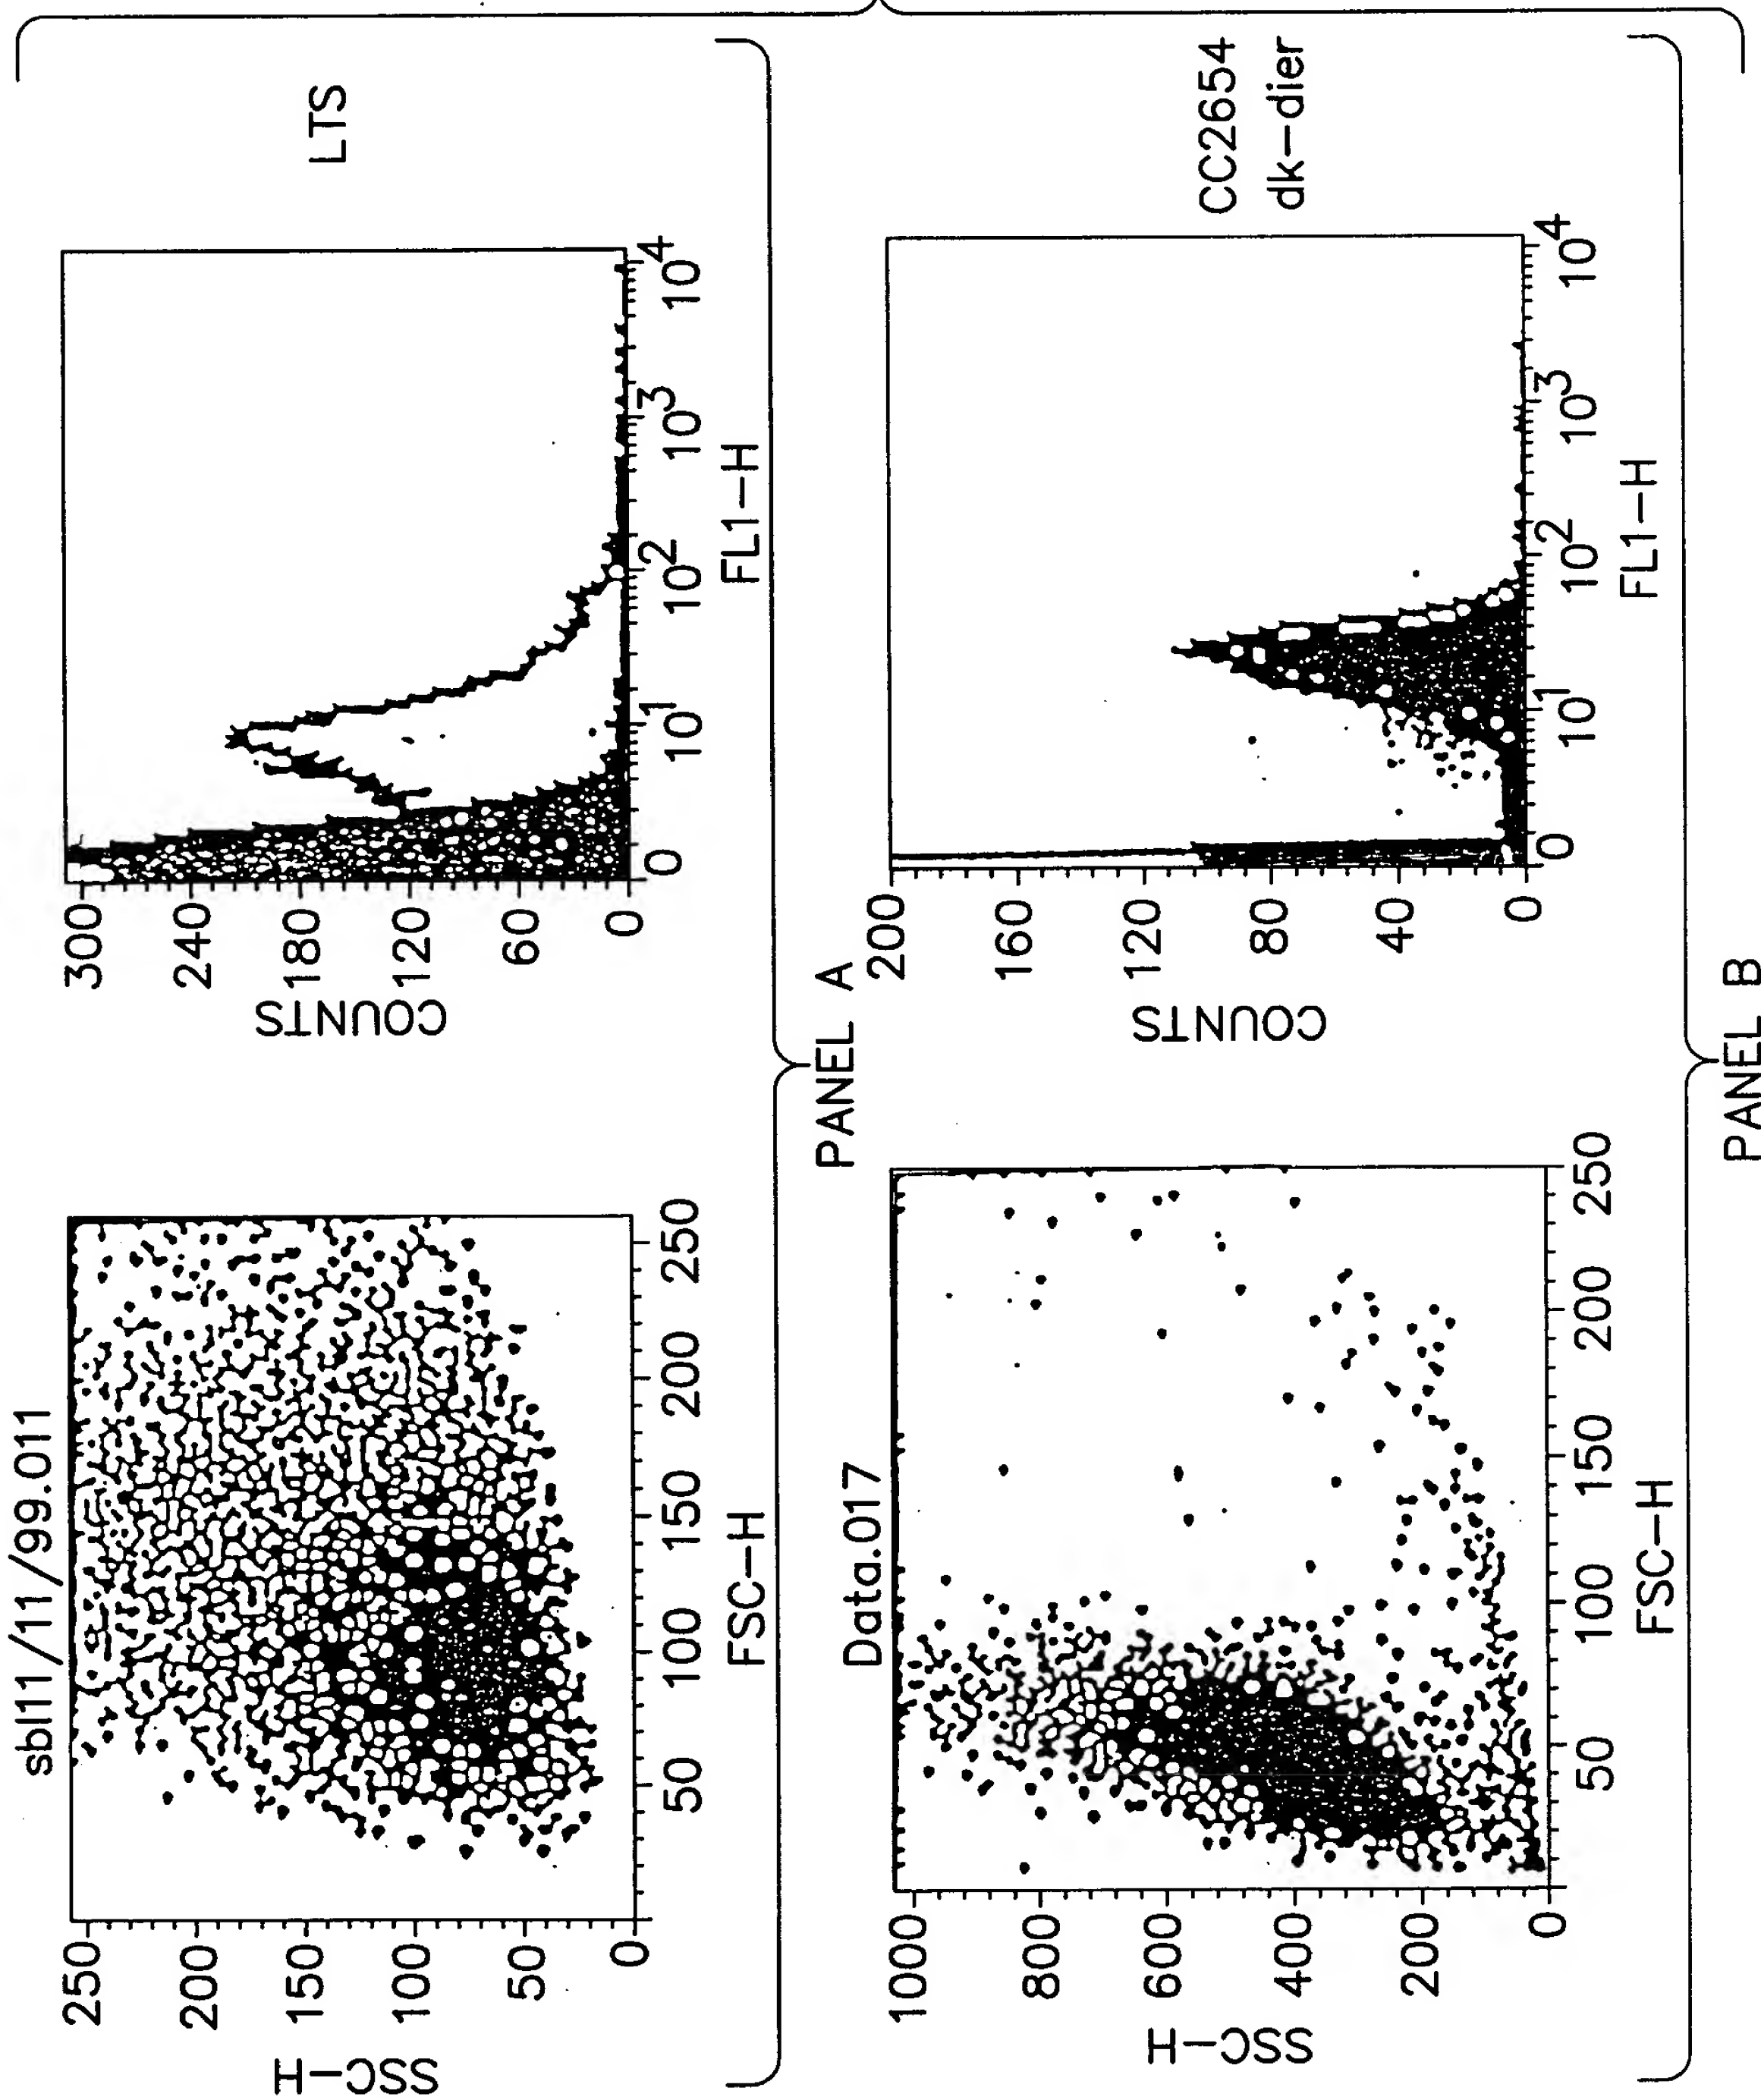 sbl11/11/99.011
SSC-H
250
200
150
100
50
0
50 100 150 200 250
FSC-H
COUNTS
300
240
180
120
60
0
0 10¹ 10² 10³ 10⁴
FL1-H
LTS
PANEL A
Data.017
SSC-H
1000
800
600
400
200
0
50 100 150 200 250
FSC-H
COUNTS
200
160
120
80
40
0
0 10¹ 10² 10³ 10⁴
FL1-H
CC2654
dk-dier
PANEL B